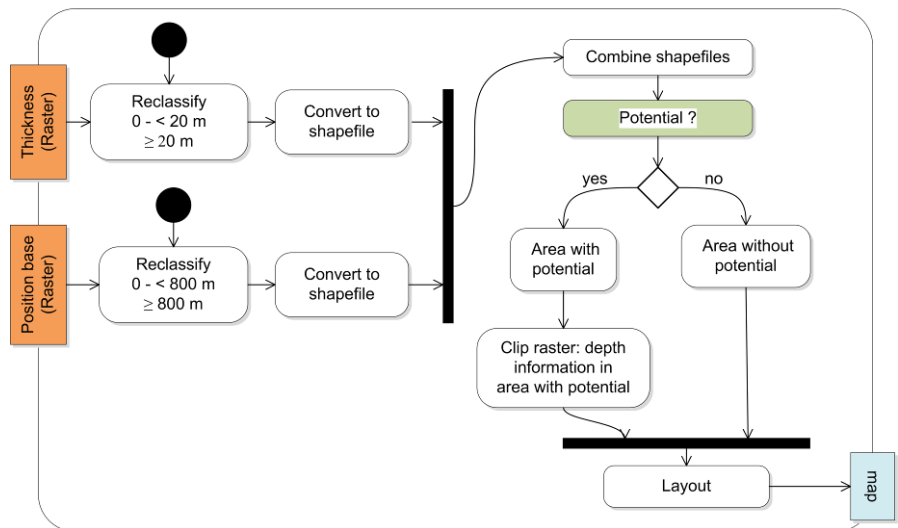 Thickness
(Raster)
Reclassify
0 - < 20 m
≥ 20 m
Convert to
shapefile
Position base
(Raster)
Reclassify
0 - < 800 m
≥ 800 m
Convert to
shapefile
Combine shapefiles
Potential ?
yes
no
Area with
potential
Area without
potential
Clip raster: depth
information in
area with potential
Layout
map